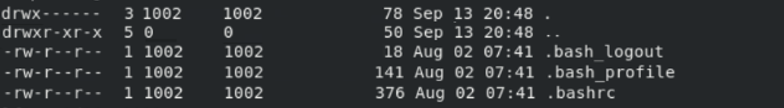 drwx------ 3 1002 1002 78 Sep 13 20:48 .
drwxr-xr-x 5 0 0 50 Sep 13 20:48 ..
-rw-r--r-- 1 1002 1002 18 Aug 02 07:41 .bash_logout
-rw-r--r-- 1 1002 1002 141 Aug 02 07:41 .bash_profile
-rw-r--r-- 1 1002 1002 376 Aug 02 07:41 .bashrc